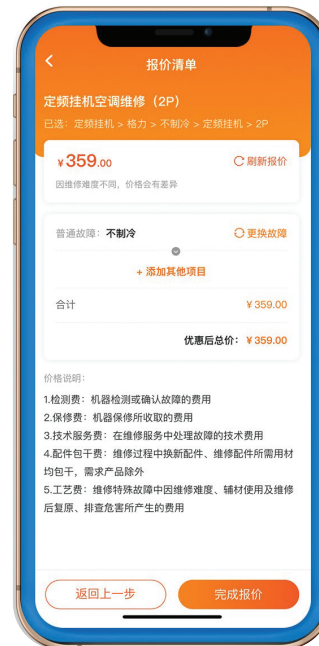 报价清单
定频挂机空调维修（2P）
已选：定频挂机 > 格力 > 不制冷 > 定频挂机 > 2P
¥359.00
刷新报价
因维修难度不同，价格会有差异
普通故障：不制冷
更换故障
+ 添加其他项目
合计
¥359.00
优惠后总价：¥359.00
价格说明：
1.检测费：机器检测或确认故障的费用
2.保修费：机器保修所收取的费用
3.技术服务费：在维修服务中处理故障的技术费用
4.配件包干费：维修过程中换新配件、维修配件所需用材
均包干，需求产品除外
5.工艺费：维修特殊故障中因维修难度、辅材使用及维修
后复原、排查危害所产生的费用
返回上一步
完成报价